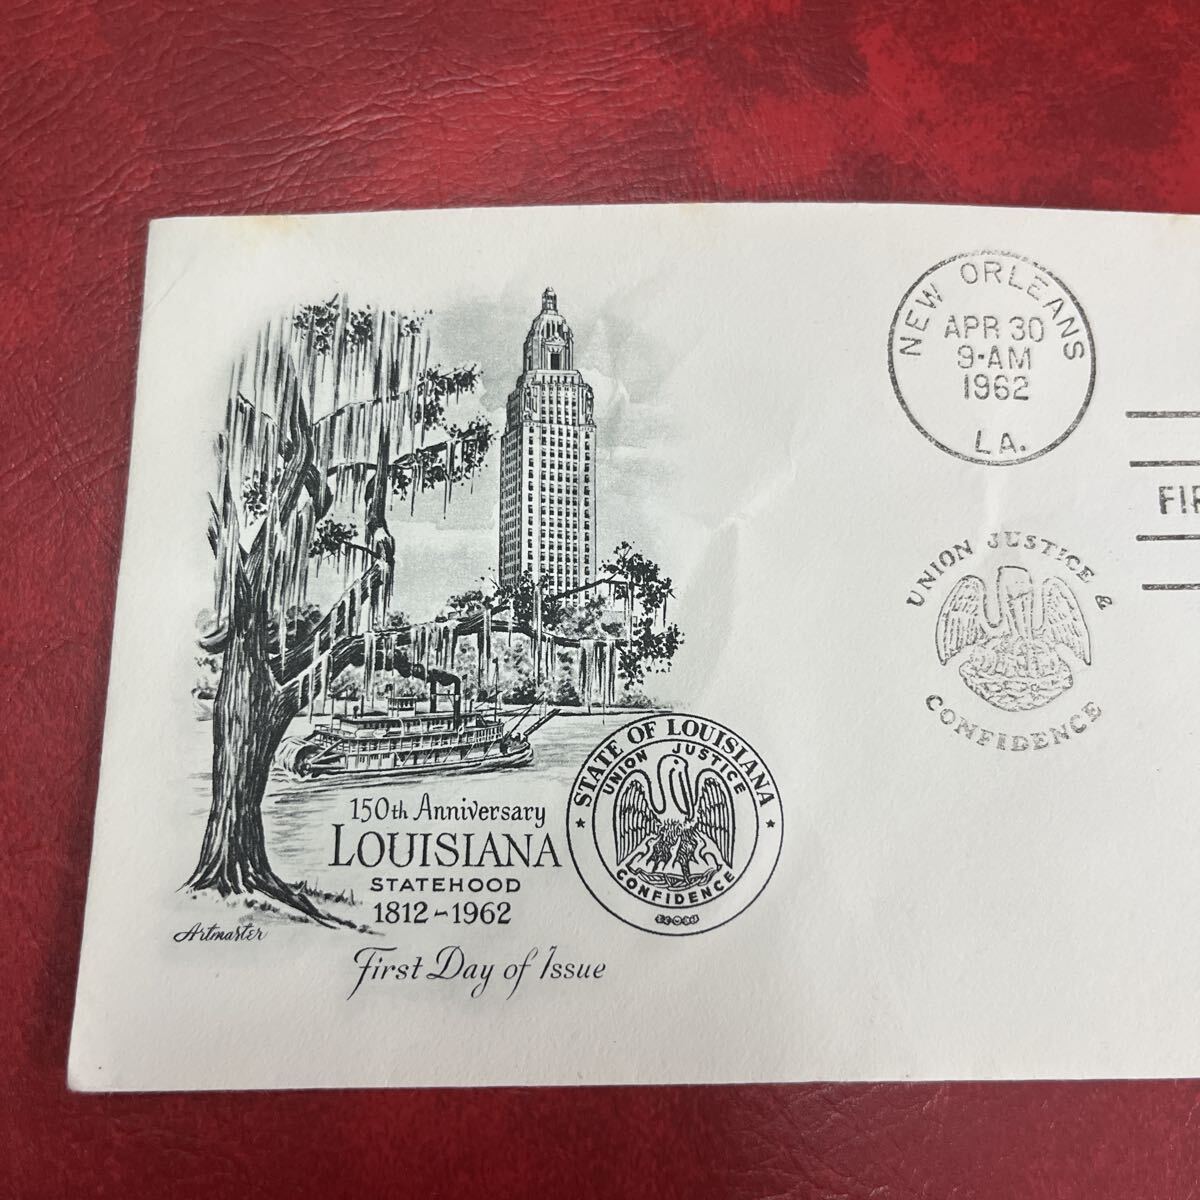 NEW ORLEANS
APR 30
9-AM
1962
LA.
FIR
UNION JUSTICE &
CONFIDENCE
STATE OF LOUISIANA
UNION JUSTICE
CONFIDENCE
150th Anniversary
LOUISIANA
STATEHOOD
1812-1962
Artmaster
First Day of Issue